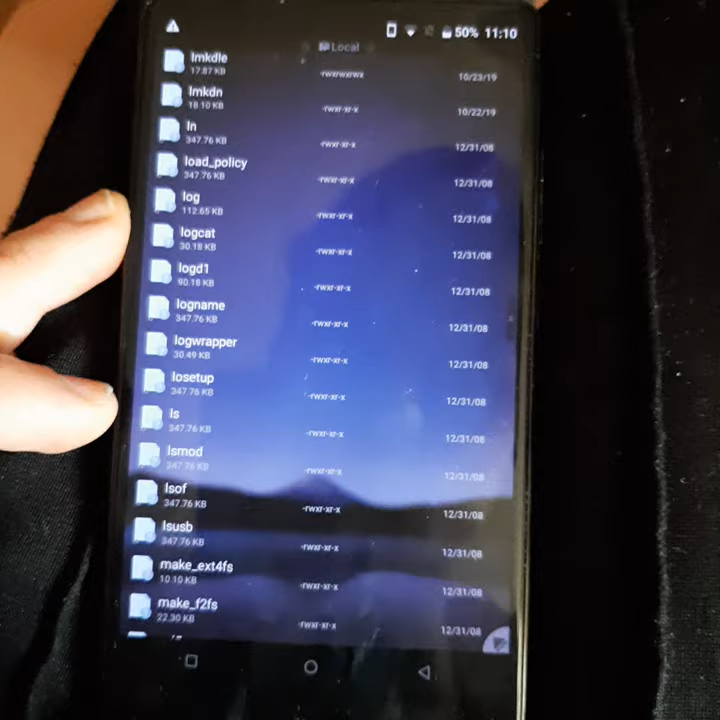 50% 11:10
Local
lmkdle
17.87 KB -rwxrwxrwx 10/23/19
lmkdn
18.10 KB -rwxr-xr-x 10/22/19
ln
347.76 KB -rwxr-xr-x 12/31/08
load_policy
347.76 KB -rwxr-xr-x 12/31/08
log
112.65 KB -rwxr-xr-x 12/31/08
logcat
30.18 KB -rwxr-xr-x 12/31/08
logd1
90.18 KB -rwxr-xr-x 12/31/08
logname
347.76 KB -rwxr-xr-x 12/31/08
logwrapper
30.49 KB -rwxr-xr-x 12/31/08
losetup
347.76 KB -rwxr-xr-x 12/31/08
ls
347.76 KB -rwxr-xr-x 12/31/08
lsmod
347.76 KB -rwxr-xr-x 12/31/08
lsof
347.76 KB -rwxr-xr-x 12/31/08
lsusb
347.76 KB -rwxr-xr-x 12/31/08
make_ext4fs
10.10 KB -rwxr-xr-x 12/31/08
make_f2fs
22.30 KB -rwxr-xr-x 12/31/08